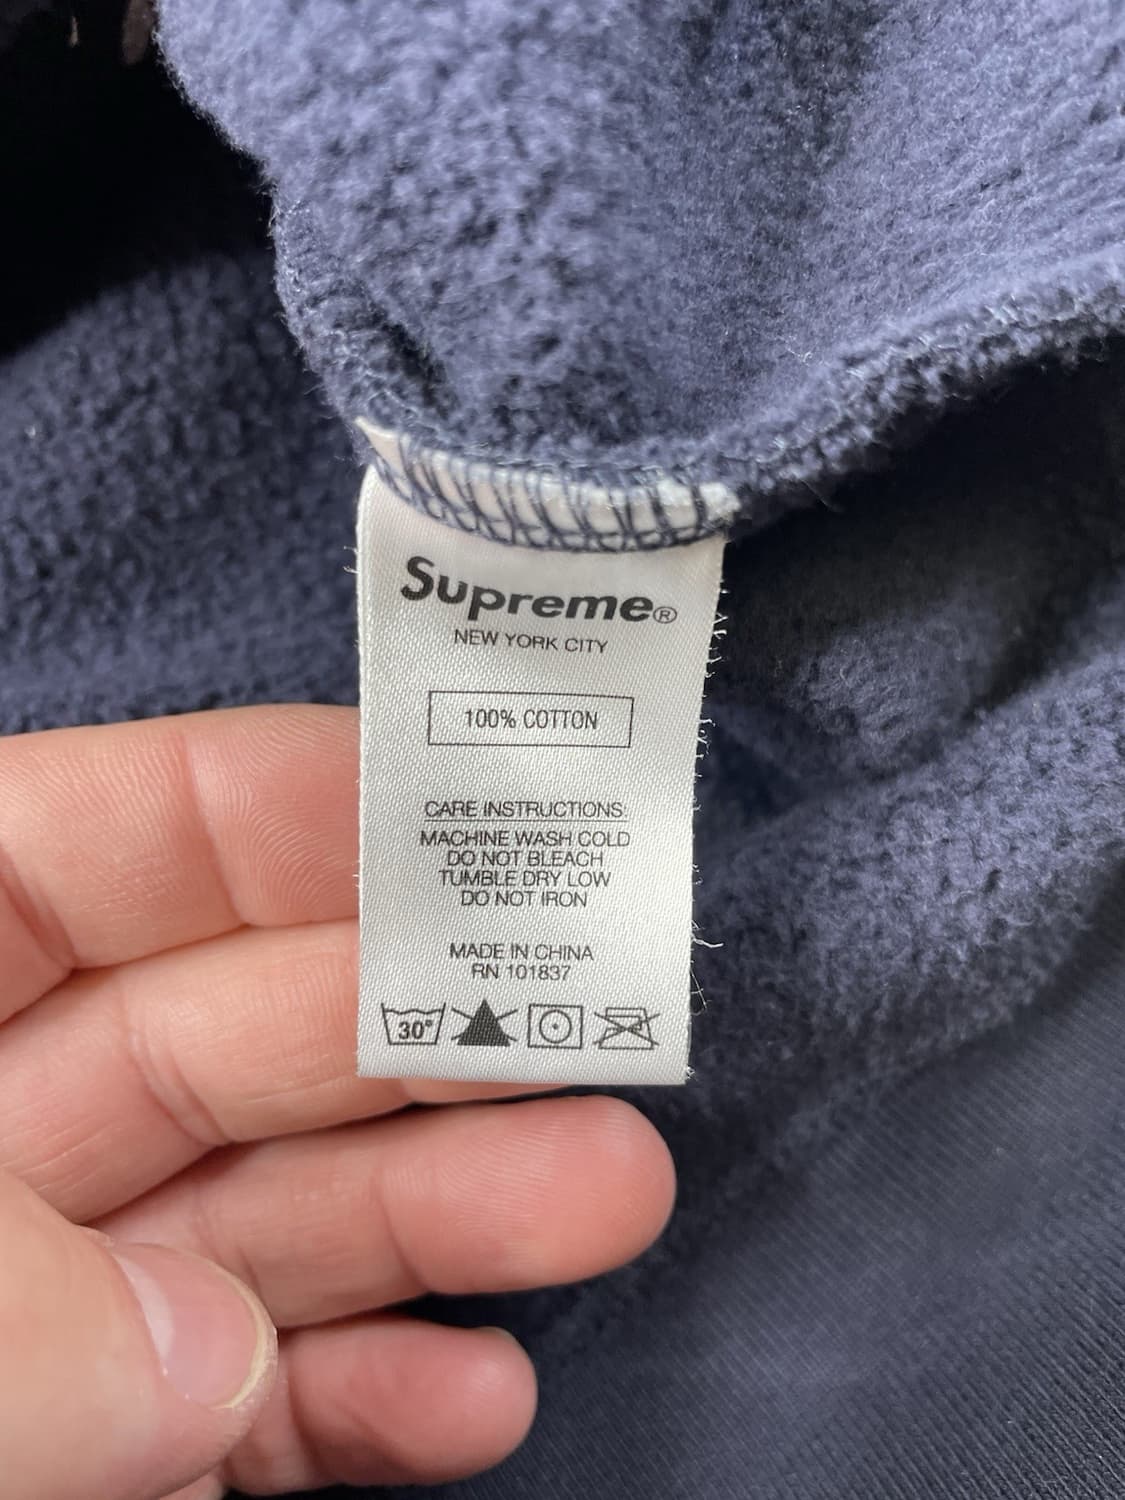 Supreme®
NEW YORK CITY
100% COTTON
CARE INSTRUCTIONS:
MACHINE WASH COLD
DO NOT BLEACH
TUMBLE DRY LOW
DO NOT IRON
MADE IN CHINA
RN 101837
30°